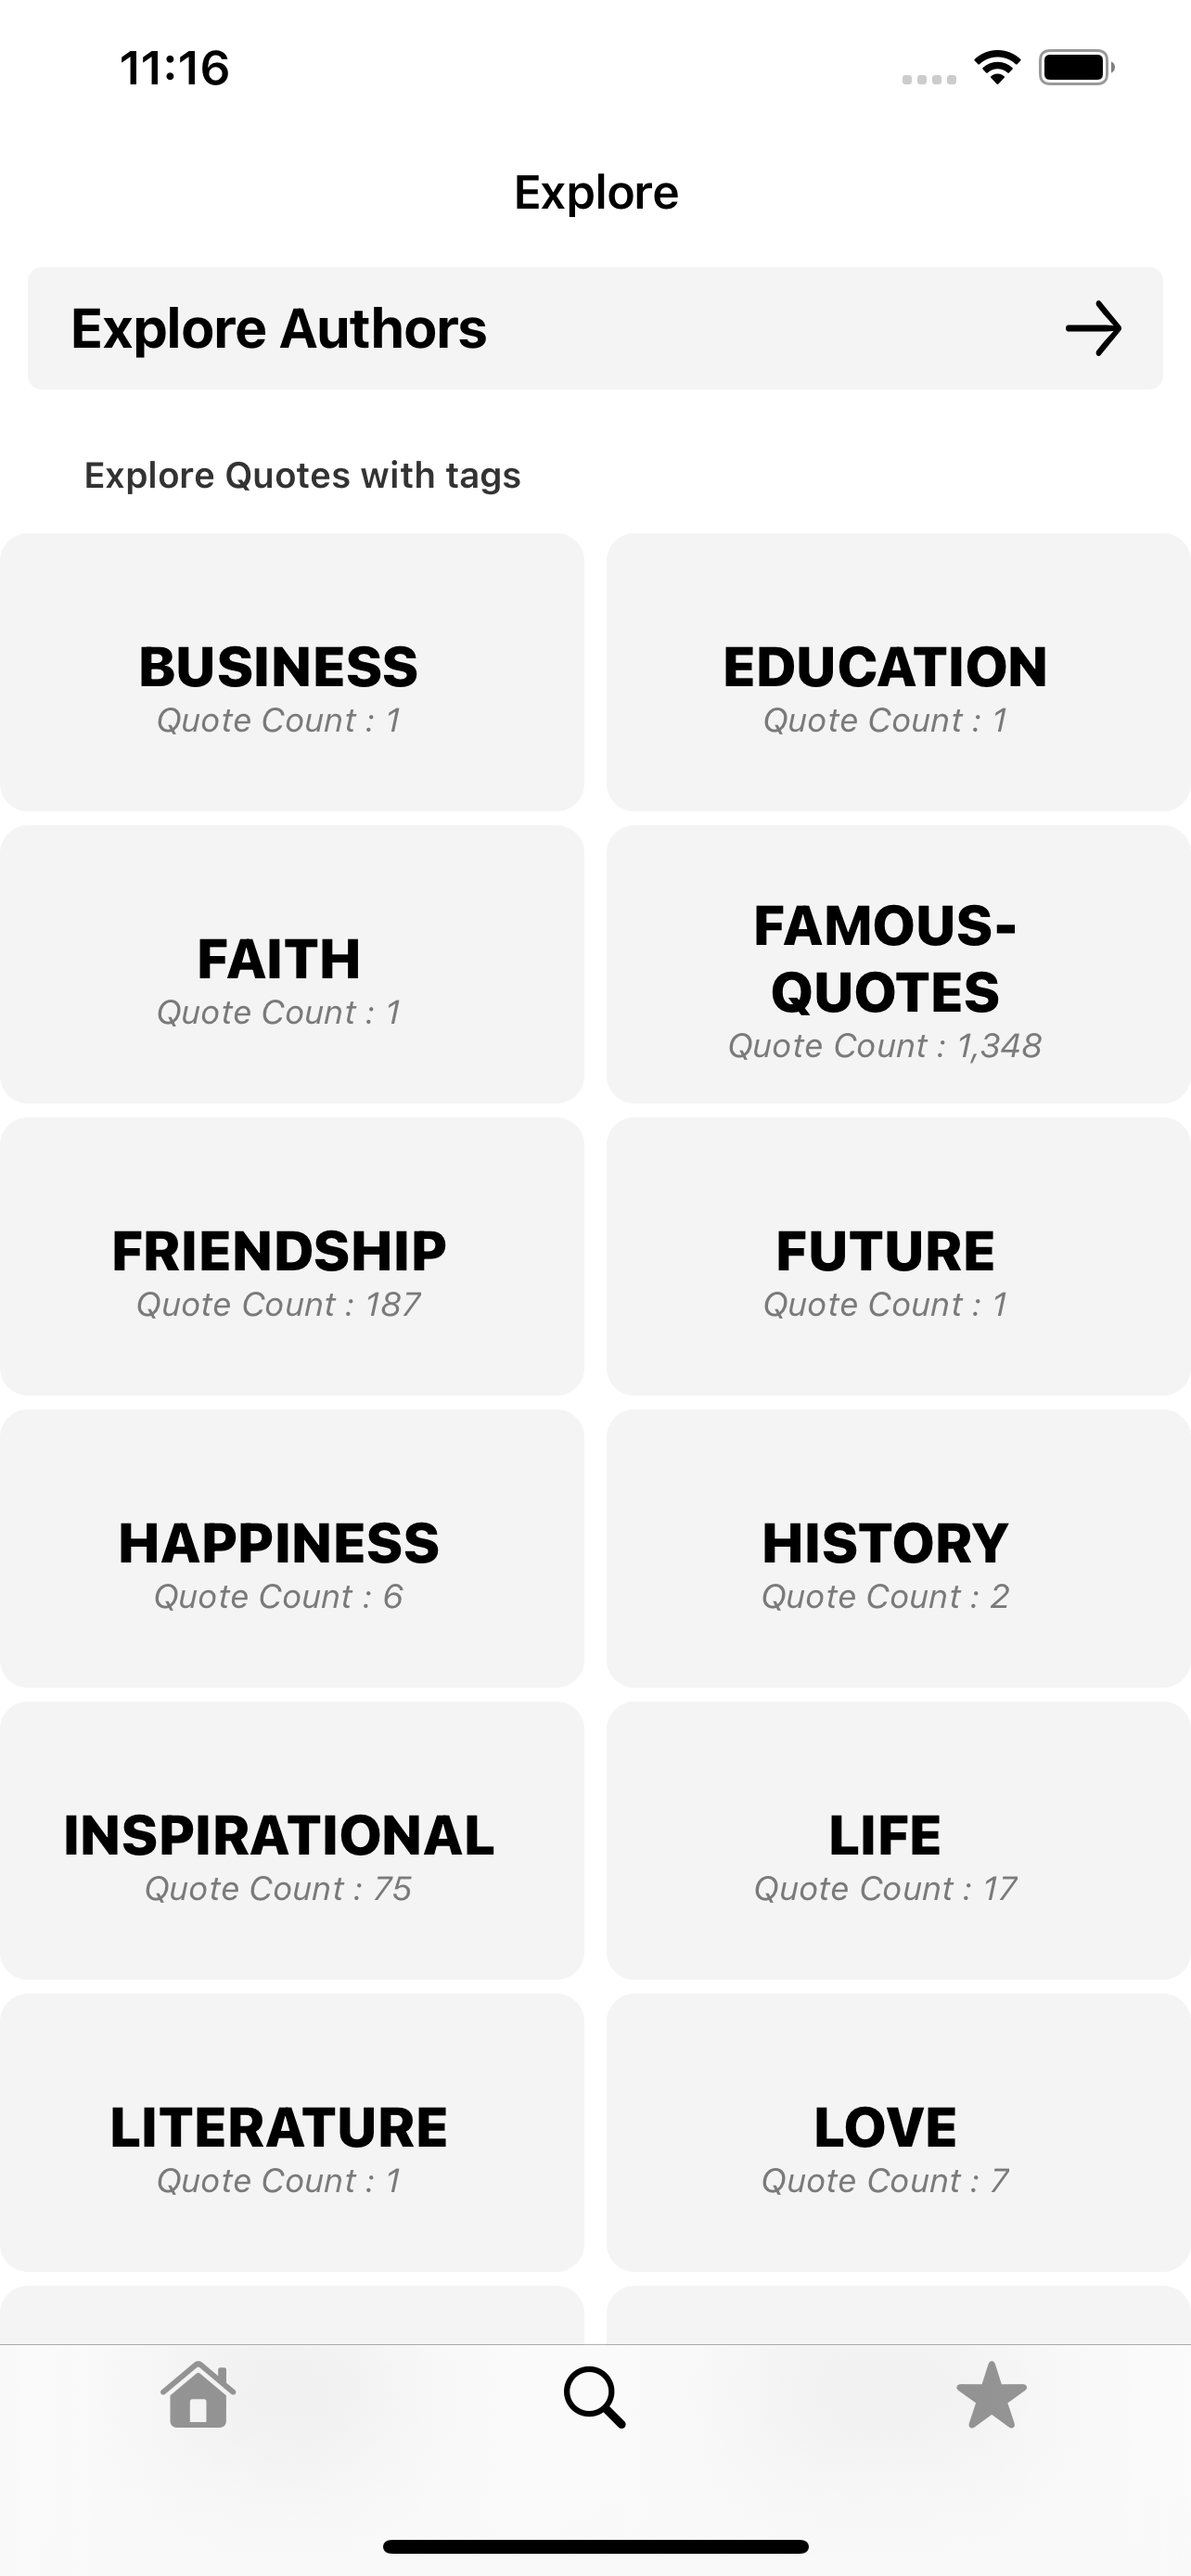 11:16
Explore
Explore Authors
Explore Quotes with tags
BUSINESS
Quote Count : 1
EDUCATION
Quote Count : 1
FAITH
Quote Count : 1
FAMOUS-
QUOTES
Quote Count : 1,348
FRIENDSHIP
Quote Count : 187
FUTURE
Quote Count : 1
HAPPINESS
Quote Count : 6
HISTORY
Quote Count : 2
INSPIRATIONAL
Quote Count : 75
LIFE
Quote Count : 17
LITERATURE
Quote Count : 1
LOVE
Quote Count : 7